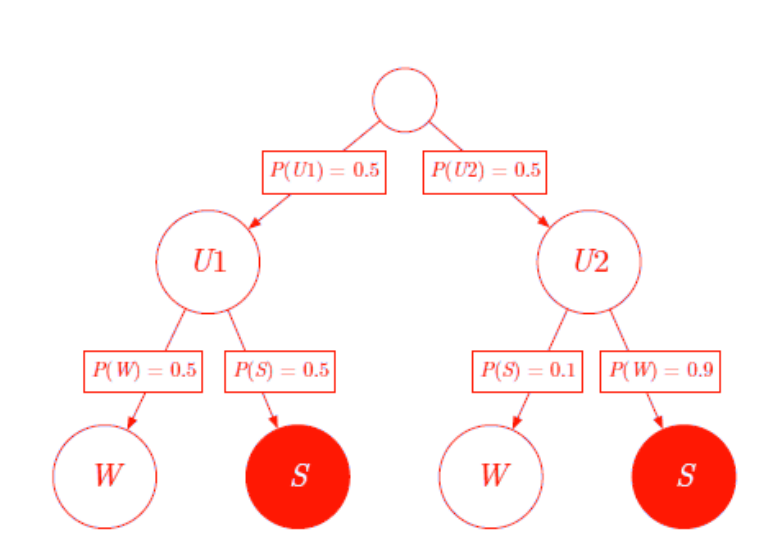 P(U1) = 0.5
P(U2) = 0.5
U1
U2
P(W) = 0.5
P(S) = 0.5
P(S) = 0.1
P(W) = 0.9
W
S
W
S